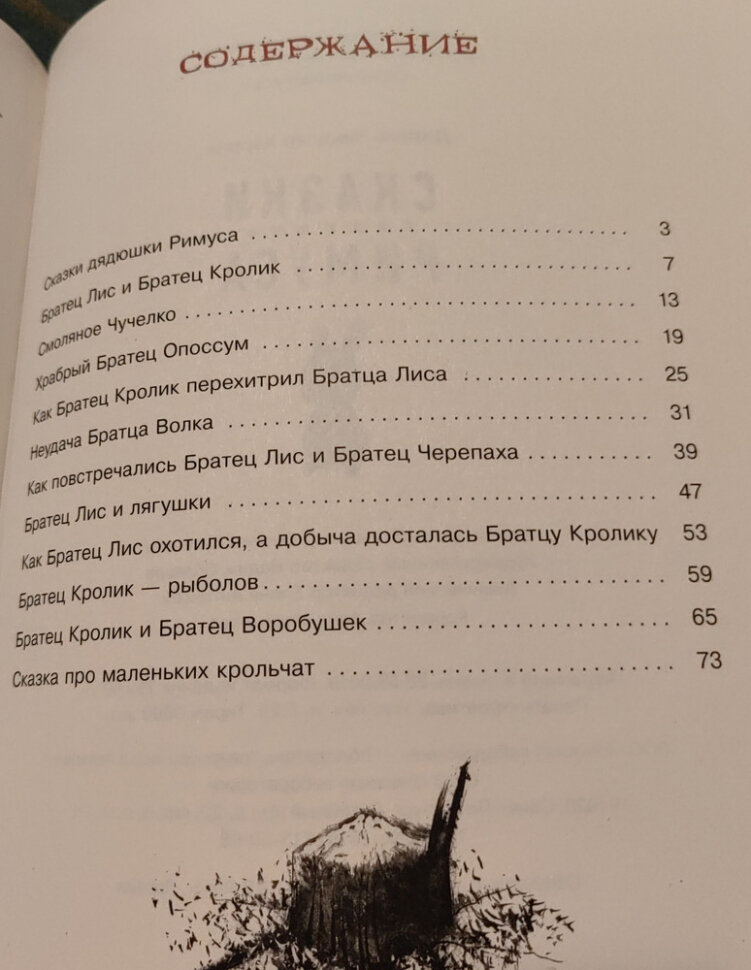 СОДЕРЖАНИЕ
Сказки дядюшки Римуса . . . . . . . . . . . . . . . . . . . . . . . . . . . . . . 3
Братец Лис и Братец Кролик . . . . . . . . . . . . . . . . . . . . . . . . . . . 7
Смоляное Чучелко . . . . . . . . . . . . . . . . . . . . . . . . . . . . . . . . . . . 13
Храбрый Братец Опоссум . . . . . . . . . . . . . . . . . . . . . . . . . . . . . 19
Как Братец Кролик перехитрил Братца Лиса . . . . . . . . . . . . . . 25
Неудача Братца Волка . . . . . . . . . . . . . . . . . . . . . . . . . . . . . . . . 31
Как повстречались Братец Лис и Братец Черепаха . . . . . . . . . . 39
Братец Лис и лягушки . . . . . . . . . . . . . . . . . . . . . . . . . . . . . . . . . 47
Как Братец Лис охотился, а добыча досталась Братцу Кролику 53
Братец Кролик — рыболов . . . . . . . . . . . . . . . . . . . . . . . . . . . . . . 59
Братец Кролик и Братец Воробушек . . . . . . . . . . . . . . . . . . . . . . 65
Сказка про маленьких крольчат . . . . . . . . . . . . . . . . . . . . . . . . . 73